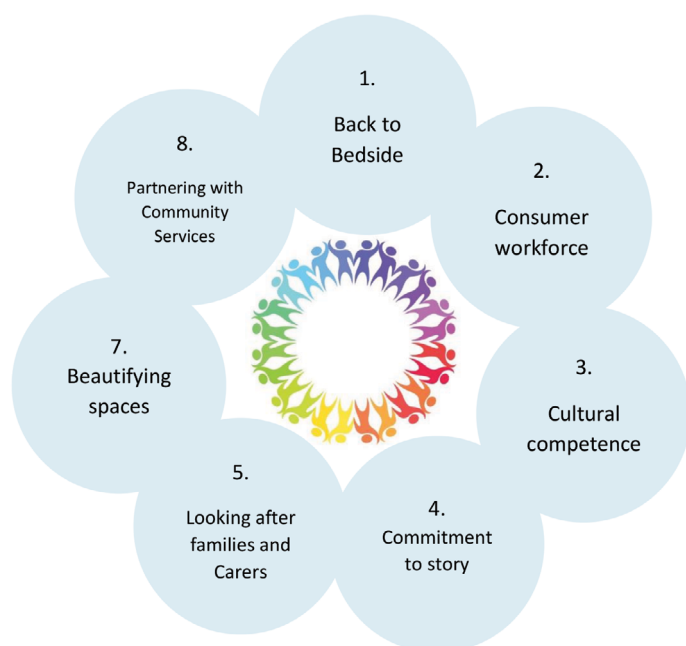 1.
Back to
Bedside
2.
Consumer
workforce
3.
Cultural
competence
4.
Commitment
to story
5.
Looking after
families and
Carers
7.
Beautifying
spaces
8.
Partnering with
Community
Services